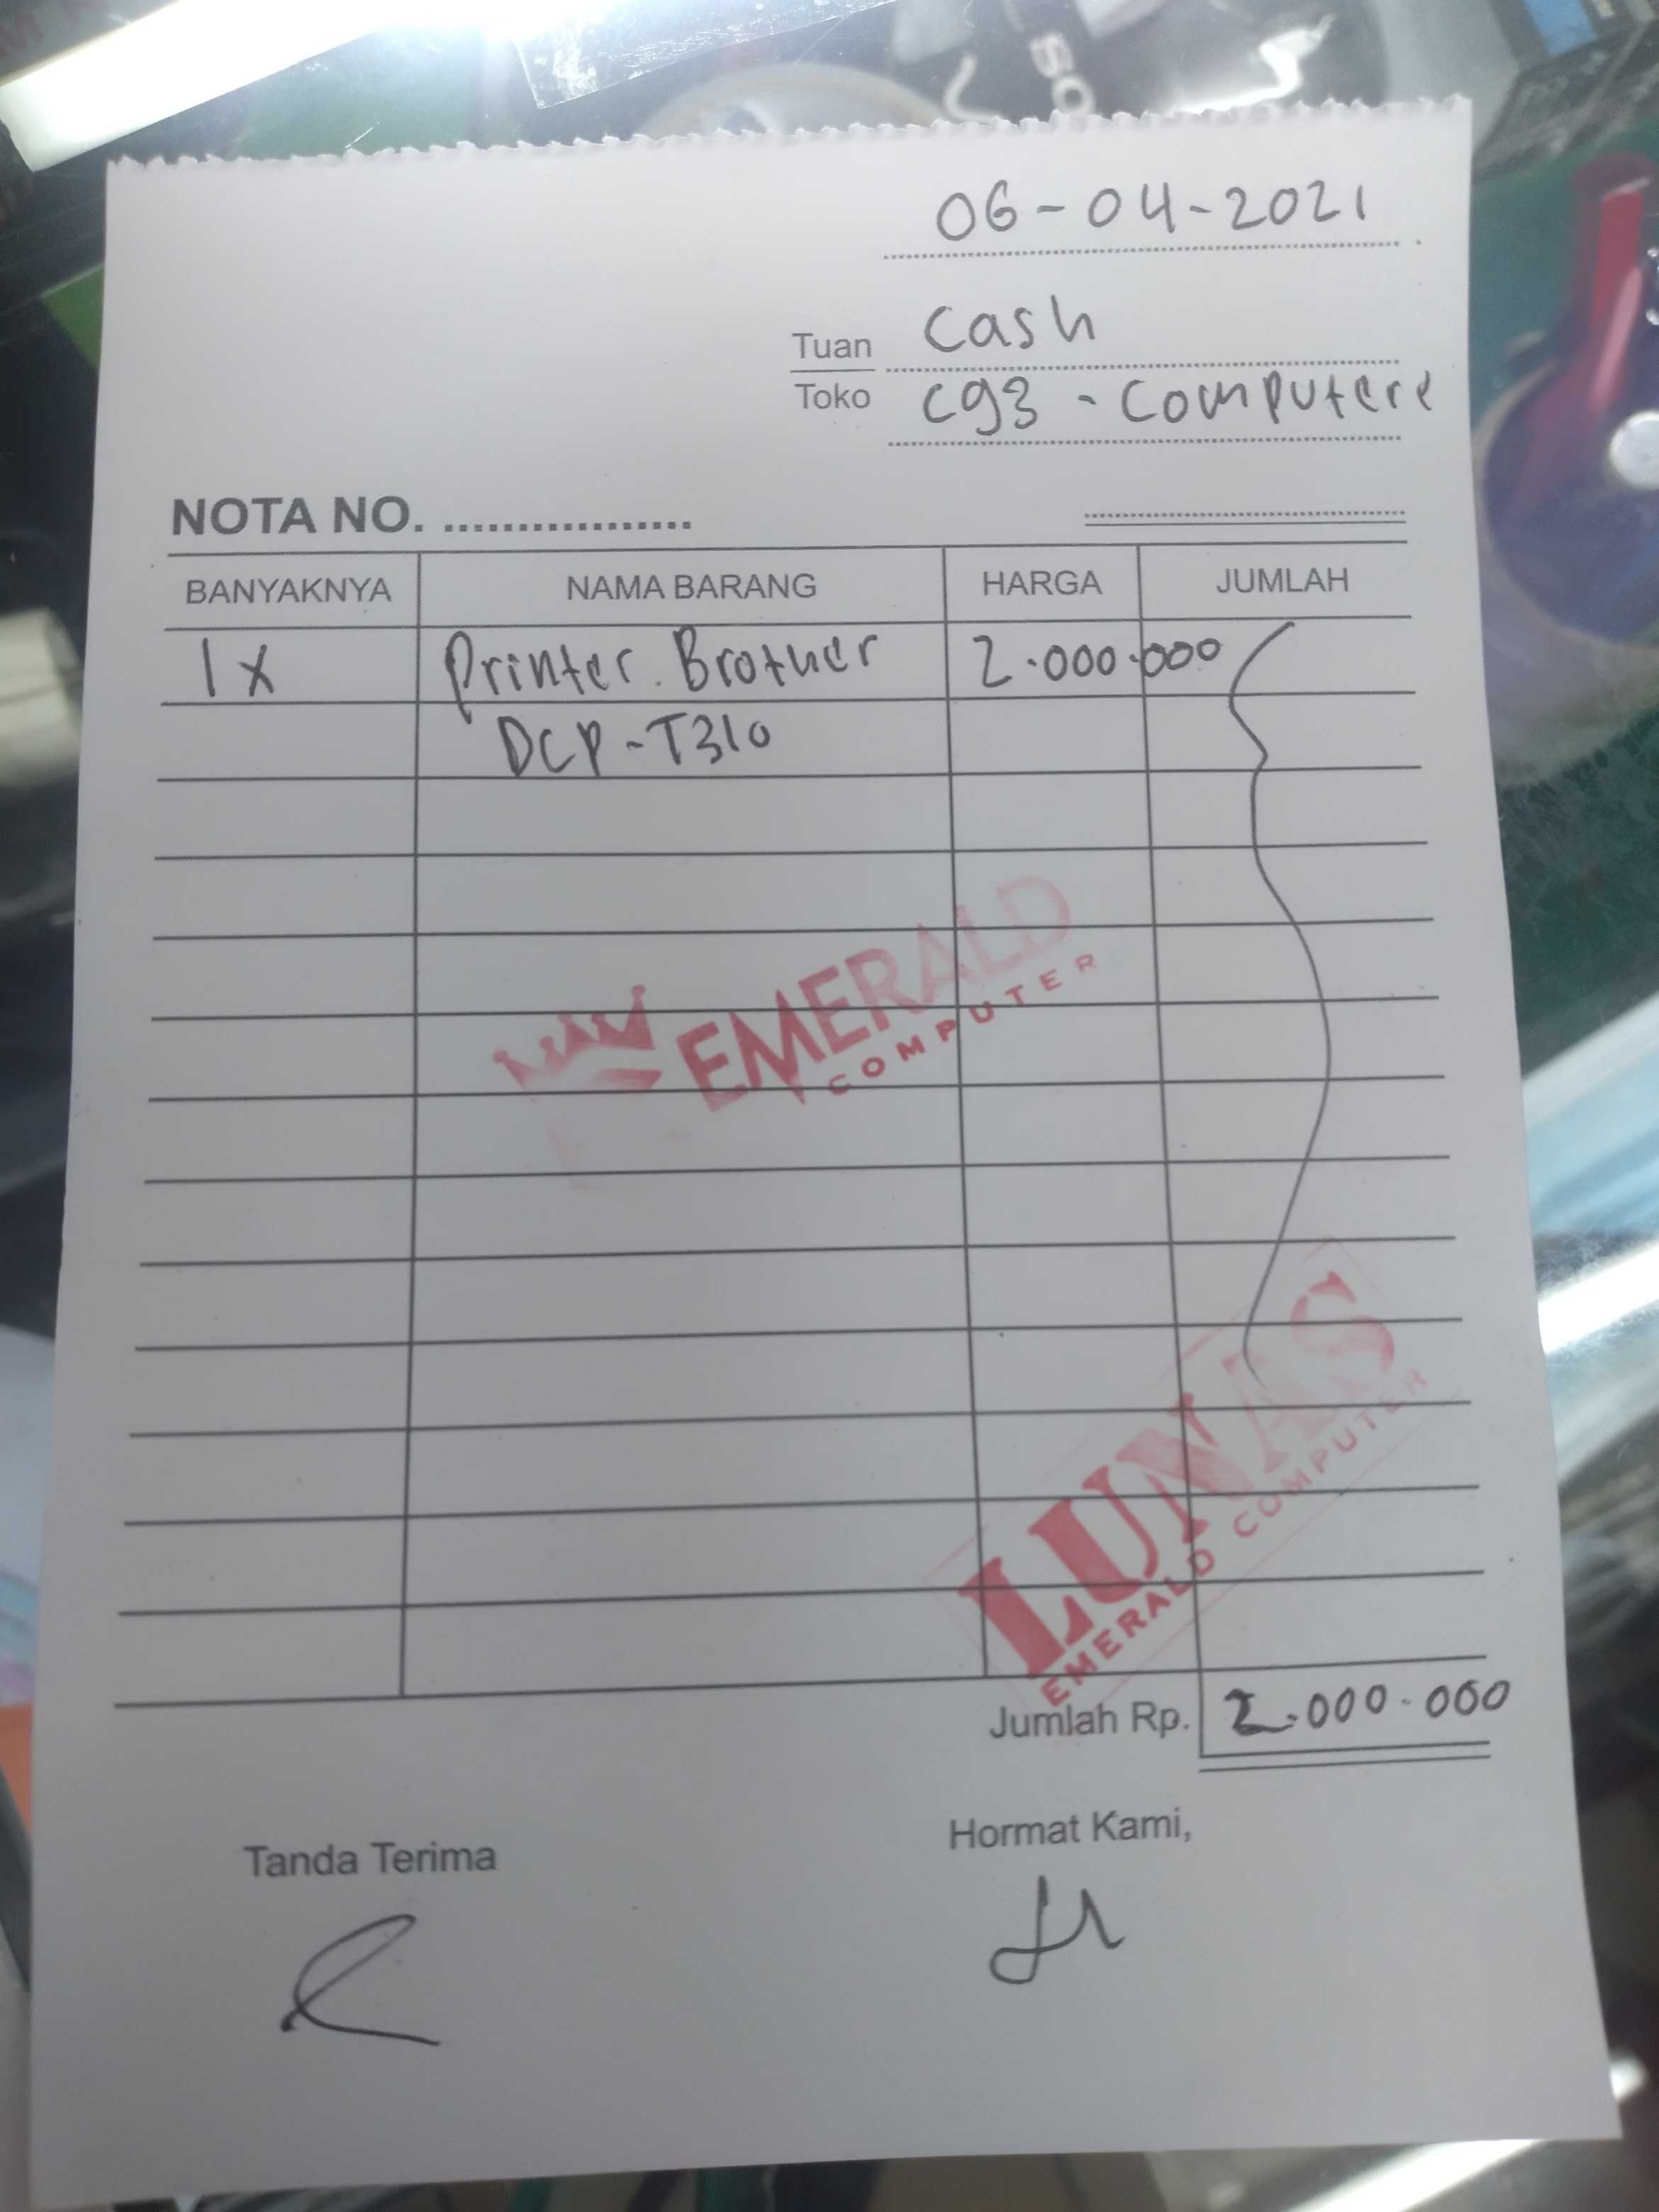 06-04-2021
Tuan Cash
Toko Cg3 - Computere
NOTA NO. .................
BANYAKNYA NAMA BARANG HARGA JUMLAH
1x Printer. Brother 2.000.000
DCP-T310
EMERALD
COMPUTER
LUNAS
EMERALD COMPUTER
Jumlah Rp. 2.000.000
Tanda Terima Hormat Kami,